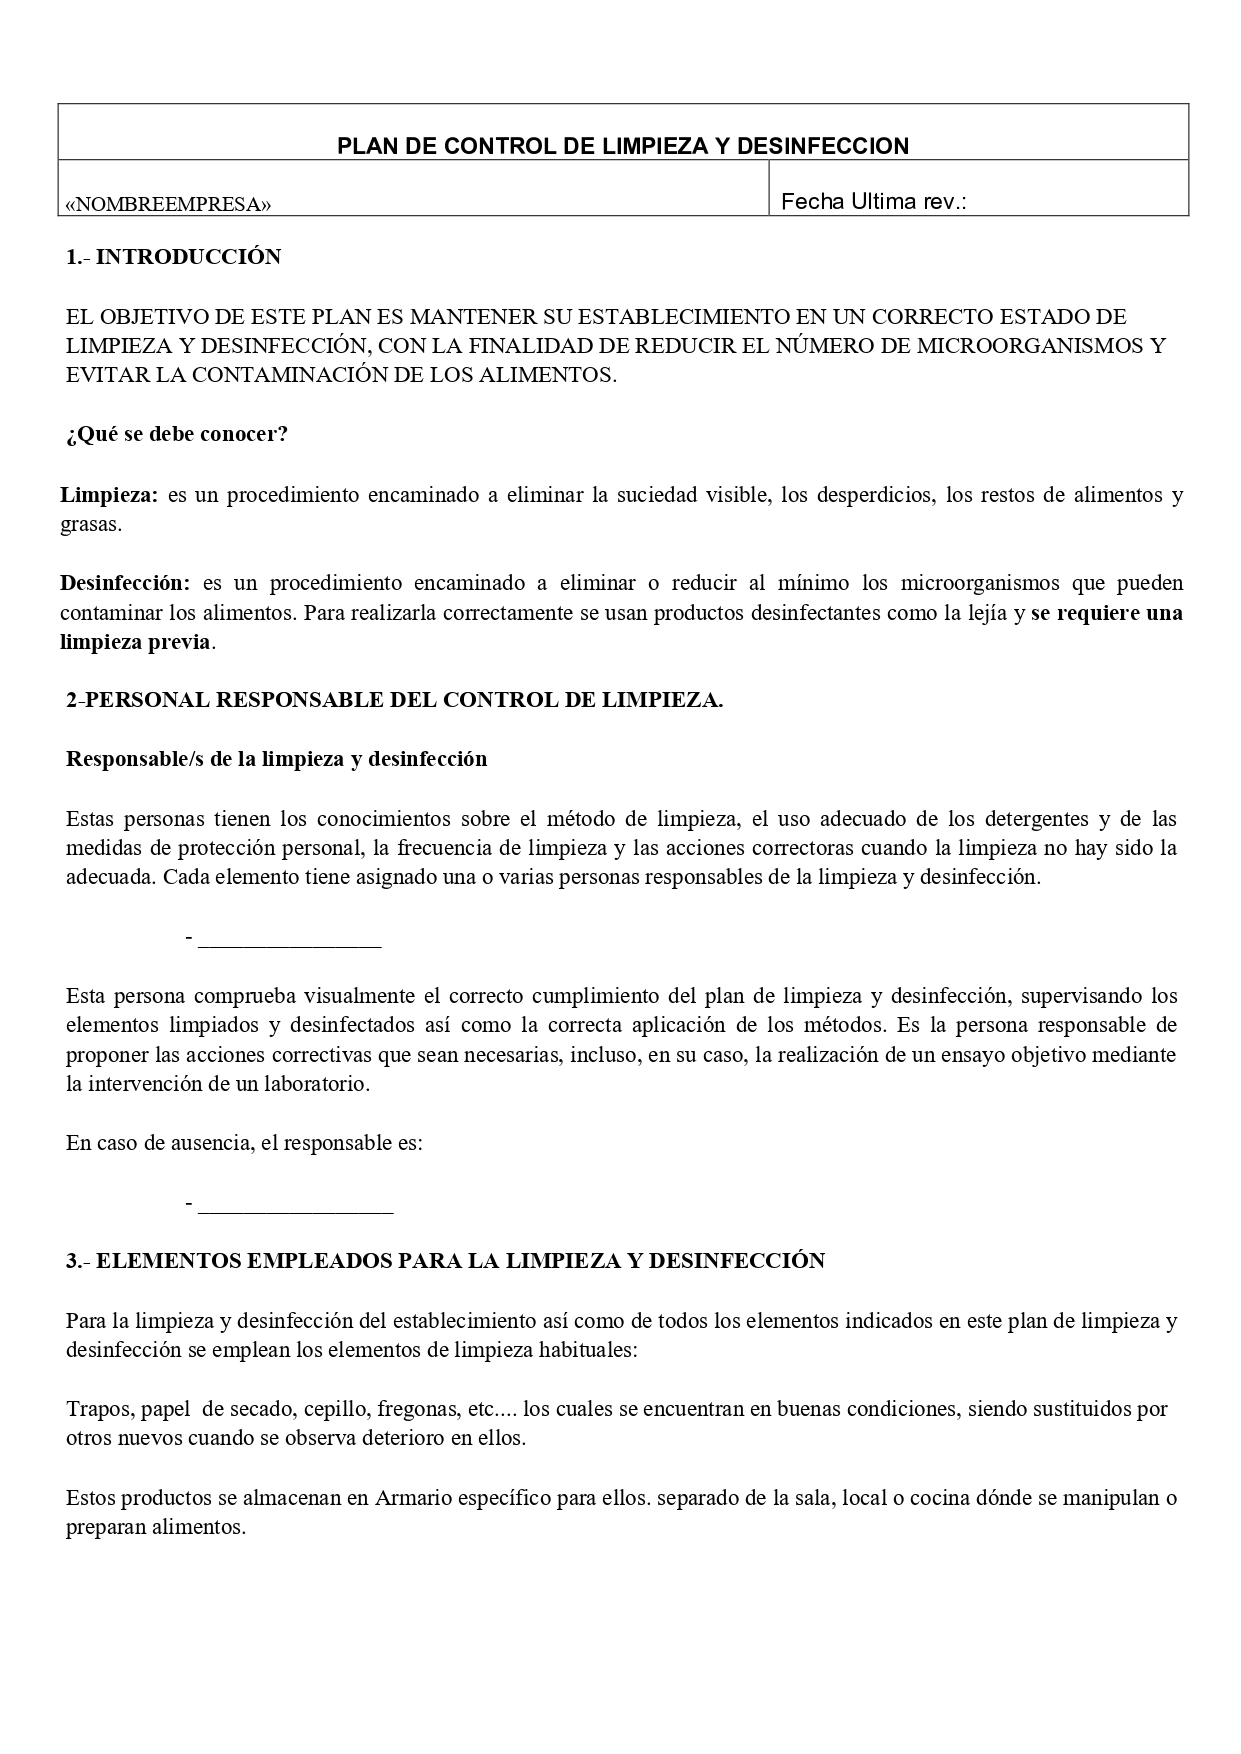 PLAN DE CONTROL DE LIMPIEZA Y DESINFECCION
«NOMBREEMPRESA»
Fecha Ultima rev.:
1.- INTRODUCCIÓN
EL OBJETIVO DE ESTE PLAN ES MANTENER SU ESTABLECIMIENTO EN UN CORRECTO ESTADO DE
LIMPIEZA Y DESINFECCIÓN, CON LA FINALIDAD DE REDUCIR EL NÚMERO DE MICROORGANISMOS Y
EVITAR LA CONTAMINACIÓN DE LOS ALIMENTOS.
¿Qué se debe conocer?
Limpieza: es un procedimiento encaminado a eliminar la suciedad visible, los desperdicios, los restos de alimentos y
grasas.
Desinfección: es un procedimiento encaminado a eliminar o reducir al mínimo los microorganismos que pueden
contaminar los alimentos. Para realizarla correctamente se usan productos desinfectantes como la lejía y se requiere una
limpieza previa.
2-PERSONAL RESPONSABLE DEL CONTROL DE LIMPIEZA.
Responsable/s de la limpieza y desinfección
Estas personas tienen los conocimientos sobre el método de limpieza, el uso adecuado de los detergentes y de las
medidas de protección personal, la frecuencia de limpieza y las acciones correctoras cuando la limpieza no hay sido la
adecuada. Cada elemento tiene asignado una o varias personas responsables de la limpieza y desinfección.
- ________________
Esta persona comprueba visualmente el correcto cumplimiento del plan de limpieza y desinfección, supervisando los
elementos limpiados y desinfectados así como la correcta aplicación de los métodos. Es la persona responsable de
proponer las acciones correctivas que sean necesarias, incluso, en su caso, la realización de un ensayo objetivo mediante
la intervención de un laboratorio.
En caso de ausencia, el responsable es:
- _________________
3.- ELEMENTOS EMPLEADOS PARA LA LIMPIEZA Y DESINFECCIÓN
Para la limpieza y desinfección del establecimiento así como de todos los elementos indicados en este plan de limpieza y
desinfección se emplean los elementos de limpieza habituales:
Trapos, papel  de secado, cepillo, fregonas, etc.... los cuales se encuentran en buenas condiciones, siendo sustituidos por
otros nuevos cuando se observa deterioro en ellos.
Estos productos se almacenan en Armario específico para ellos. separado de la sala, local o cocina dónde se manipulan o
preparan alimentos.